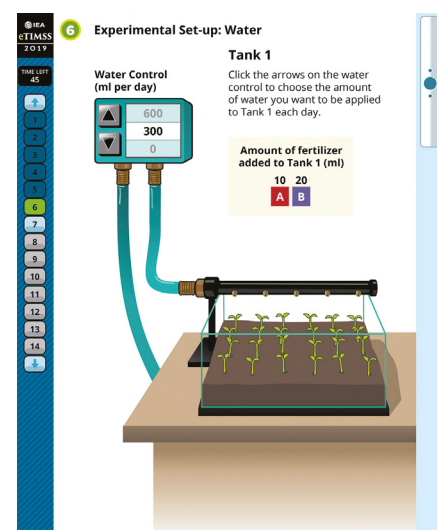 IEA
eTIMSS
2019
TIME LEFT
45
1
2
3
4
5
6
7
8
9
10
11
12
13
14
6 Experimental Set-up: Water
Water Control
(ml per day)
600
300
0
Tank 1
Click the arrows on the water
control to choose the amount
of water you want to be applied
to Tank 1 each day.
Amount of fertilizer
added to Tank 1 (ml)
10 20
A B